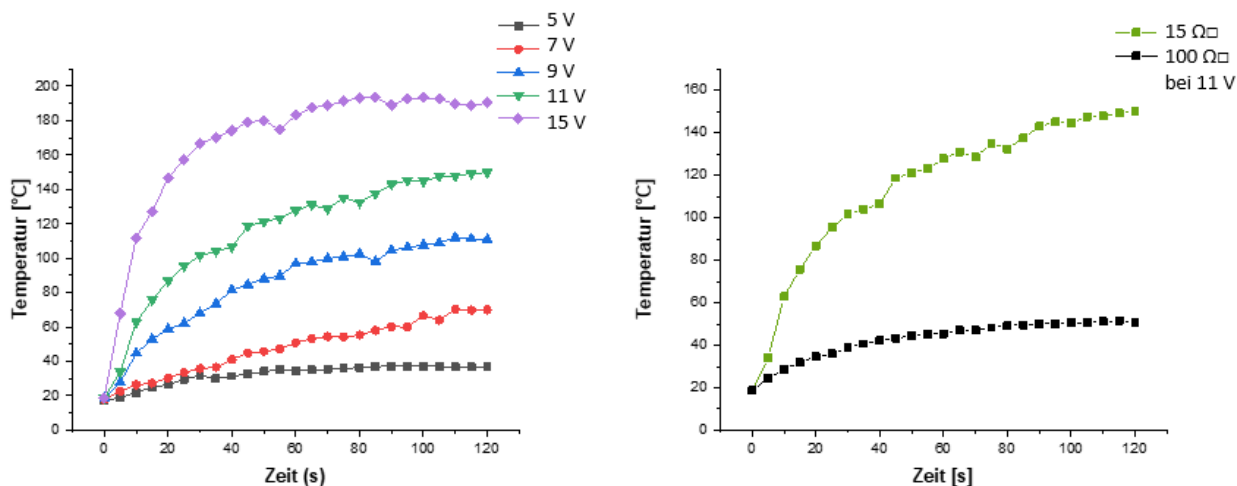 5 V
7 V
9 V
11 V
15 V
Temperatur [°C]
200
180
160
140
120
100
80
60
40
20
0
0 20 40 60 80 100 120
Zeit (s)
15 Ω□
100 Ω□
bei 11 V
Temperatur [°C]
160
140
120
100
80
60
40
20
0
0 20 40 60 80 100 120
Zeit [s]